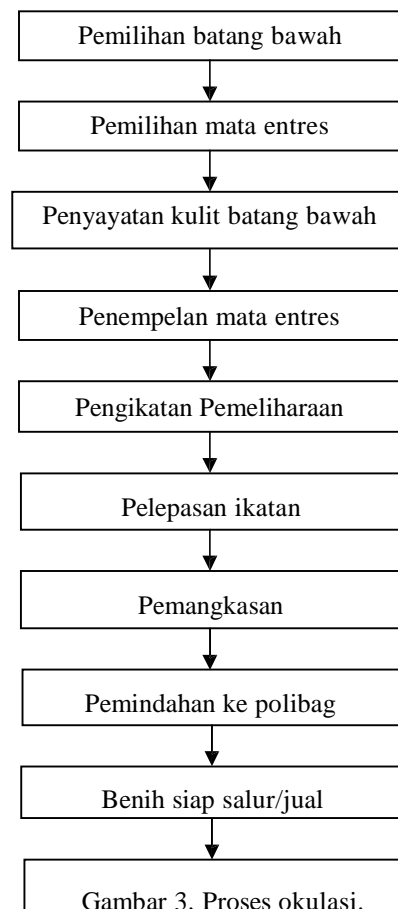 Pemilihan batang bawah
Pemilihan mata entres
Penyayatan kulit batang bawah
Penempelan mata entres
Pengikatan Pemeliharaan
Pelepasan ikatan
Pemangkasan
Pemindahan ke polibag
Benih siap salur/jual
Gambar 3. Proses okulasi.